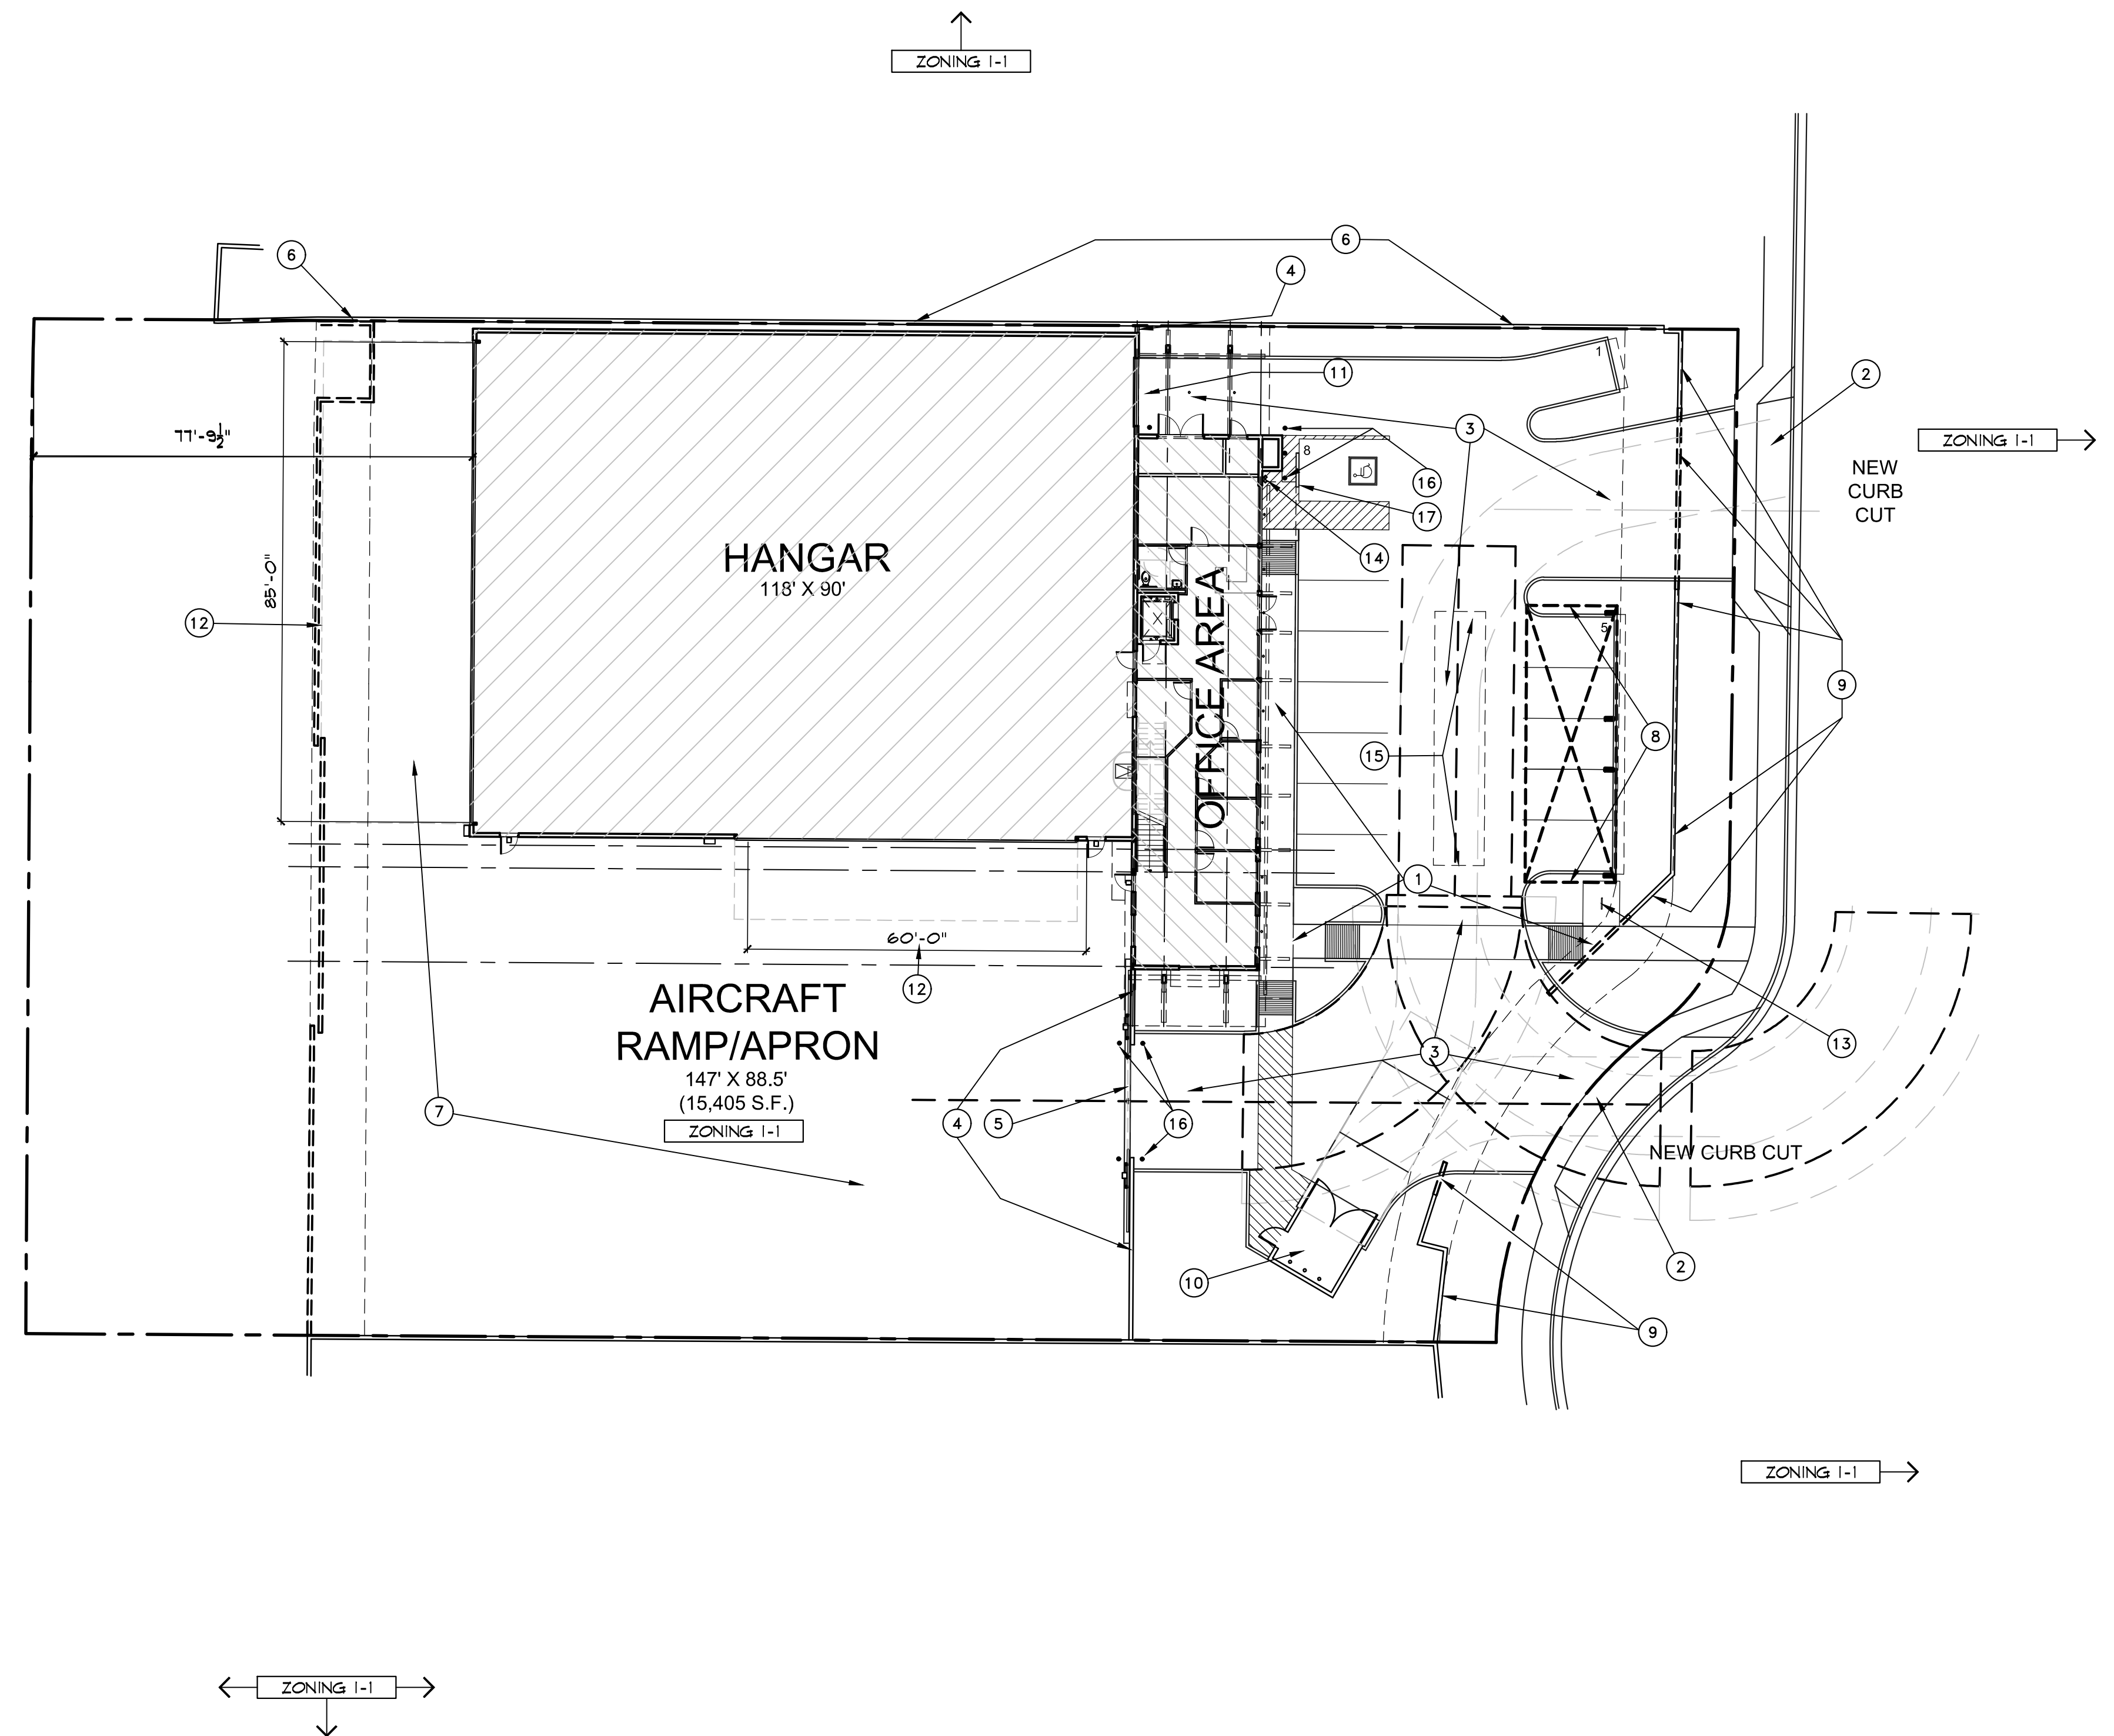 ZONING I-1
6
6
4
11
2
3
1
ZONING I-1
77'-9½"
NEW
CURB
CUT
8
16
17
14
HANGAR
118' X 90'
85'-0"
12
OFFICE AREA
5
9
8
15
1
60'-0"
12
AIRCRAFT
RAMP/APRON
147' X 88.5'
(15,405 S.F.)
ZONING I-1
7
4
5
16
3
13
NEW CURB CUT
10
2
9
ZONING I-1
ZONING I-1